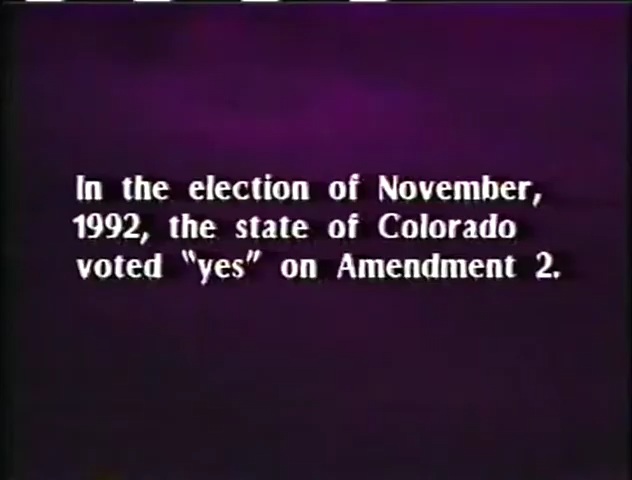 In the election of November,
1992, the state of Colorado
voted “yes” on Amendment 2.